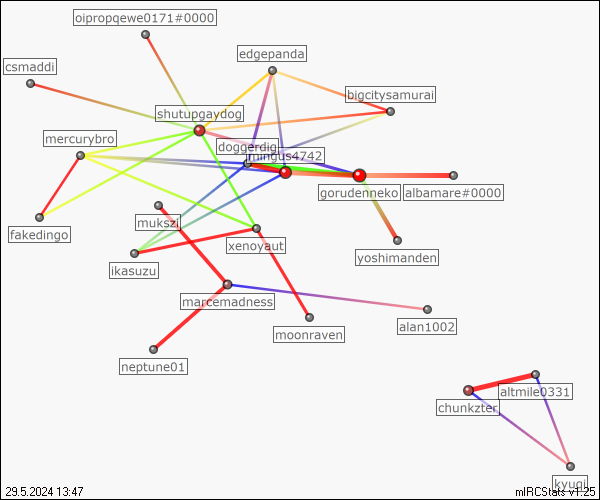 oipropqewe0171#0000
edgepanda
csmaddi
bigcitysamurai
shutupgaydog
mercurybro
doggerdig
mingus4742
gorudenneko
albamare#0000
mukszi
fakedingo
xenoyaut
yoshimanden
ikasuzu
marcemadness
alan1002
moonraven
neptune01
altmile0331
chunkzter
kyugi
29.5.2024 13:47
mIRCStats v1.25